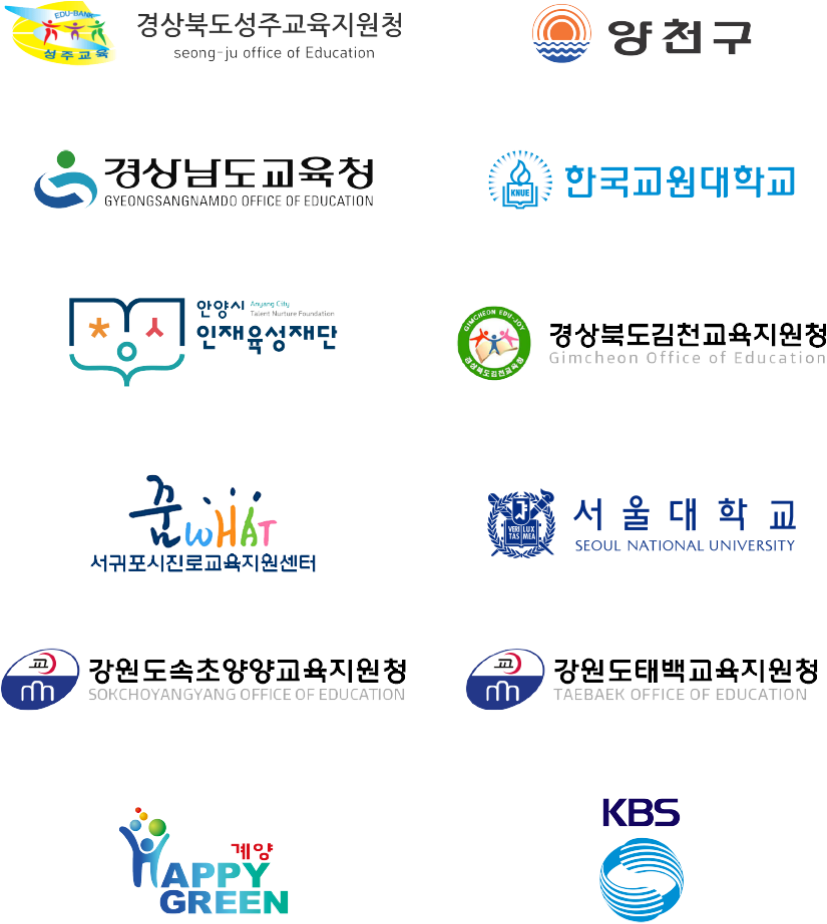 EDU-BANK
성주교육
경상북도성주교육지원청
seong-ju office of Education
양천구
경상남도교육청
GYEONGSANGNAMDO OFFICE OF EDUCATION
KNUE
한국교원대학교
안양시 Anyang City
Talent Nurture Foundation
인재육성재단
GIMCHEON EDU-JOY
경상북도김천교육청
경상북도김천교육지원청
Gimcheon Office of Education
꿈WHAT
서귀포시진로교육지원센터
VERI LUX
TAS MEA
서울대학교
SEOUL NATIONAL UNIVERSITY
교
강원도속초양양교육지원청
SOKCHOYANGYANG OFFICE OF EDUCATION
교
강원도태백교육지원청
TAEBAEK OFFICE OF EDUCATION
계양
HAPPY
GREEN
KBS